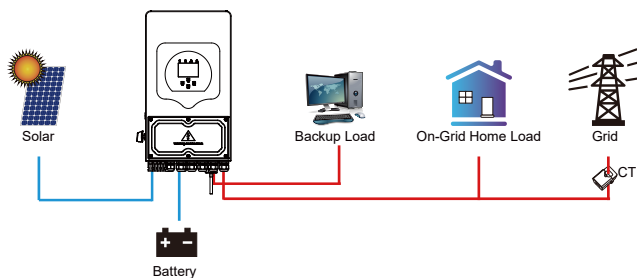 Solar
Backup Load
On-Grid Home Load
Grid
CT
Battery